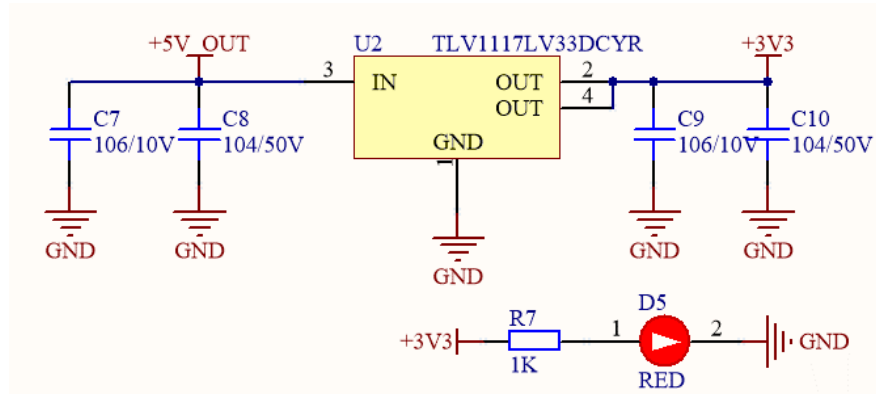 +5V_OUT U2 TLV1117LV33DCYR +3V3
3 IN OUT 2
OUT 4
C7 C8 C9 C10
106/10V 104/50V GND 106/10V 104/50V
1
GND GND GND GND
GND
D5
R7 1 2
+3V3 GND
1K RED